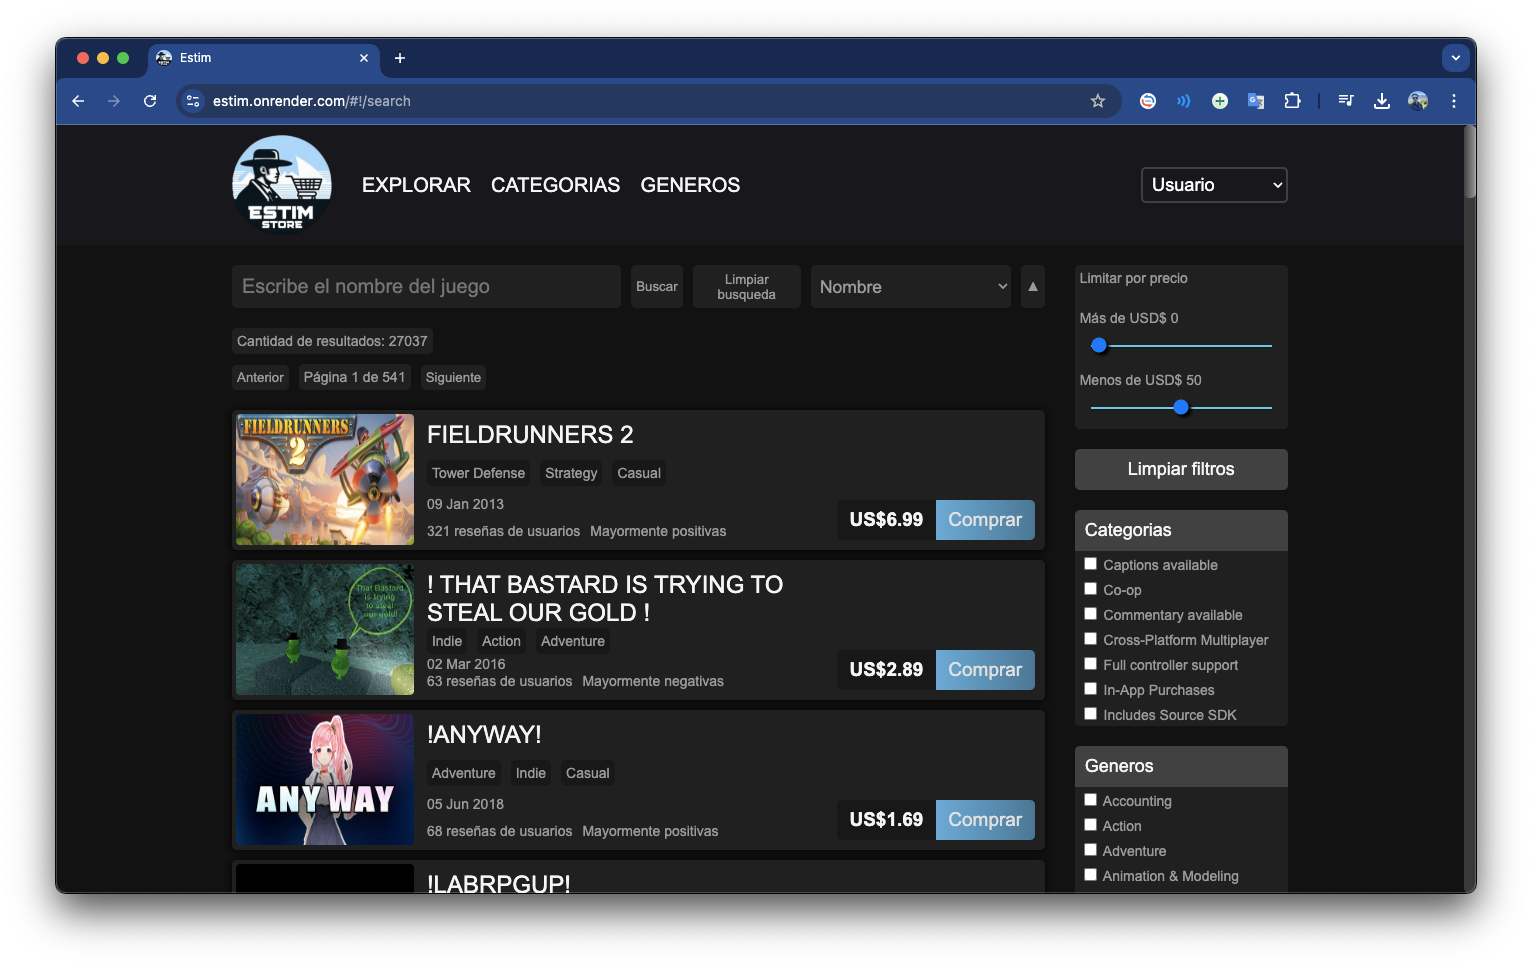 Estim
estim.onrender.com/#!/search
ESTIM
STORE
EXPLORAR CATEGORIAS GENEROS
Usuario
Escribe el nombre del juego
Buscar
Limpiar
busqueda
Nombre
▲
Cantidad de resultados: 27037
Anterior Página 1 de 541 Siguiente
FIELDRUNNERS
2
FIELDRUNNERS 2
Tower Defense Strategy Casual
09 Jan 2013
321 reseñas de usuarios Mayormente positivas
US$6.99 Comprar
That Bastard
is trying
to steal
our gold!
! THAT BASTARD IS TRYING TO
STEAL OUR GOLD !
Indie Action Adventure
02 Mar 2016
63 reseñas de usuarios Mayormente negativas
US$2.89 Comprar
ANYWAY
!ANYWAY!
Adventure Indie Casual
05 Jun 2018
68 reseñas de usuarios Mayormente positivas
US$1.69 Comprar
!LABRPGUP!
Limitar por precio
Más de USD$ 0
Menos de USD$ 50
Limpiar filtros
Categorias
Captions available
Co-op
Commentary available
Cross-Platform Multiplayer
Full controller support
In-App Purchases
Includes Source SDK
Generos
Accounting
Action
Adventure
Animation & Modeling